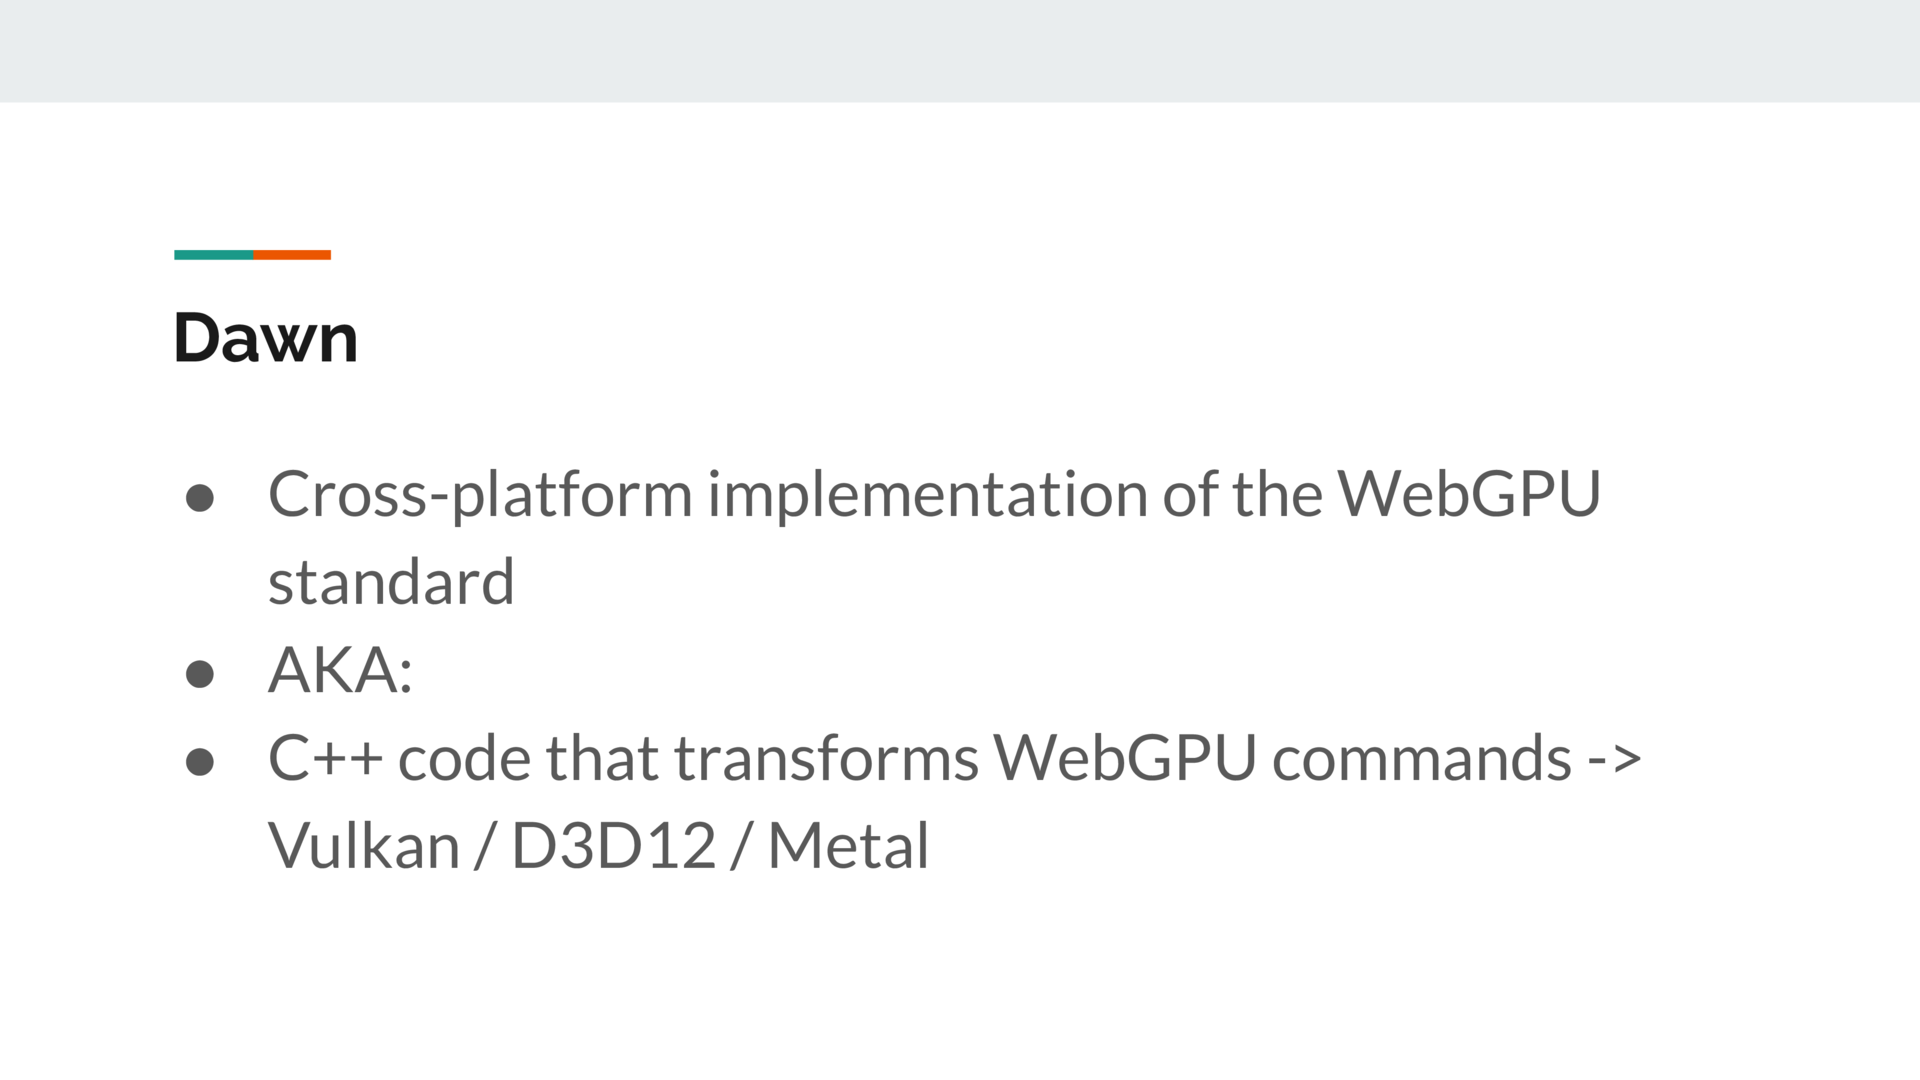 Dawn
● Cross-platform implementation of the WebGPU
standard
● AKA:
● C++ code that transforms WebGPU commands ->
Vulkan / D3D12 / Metal